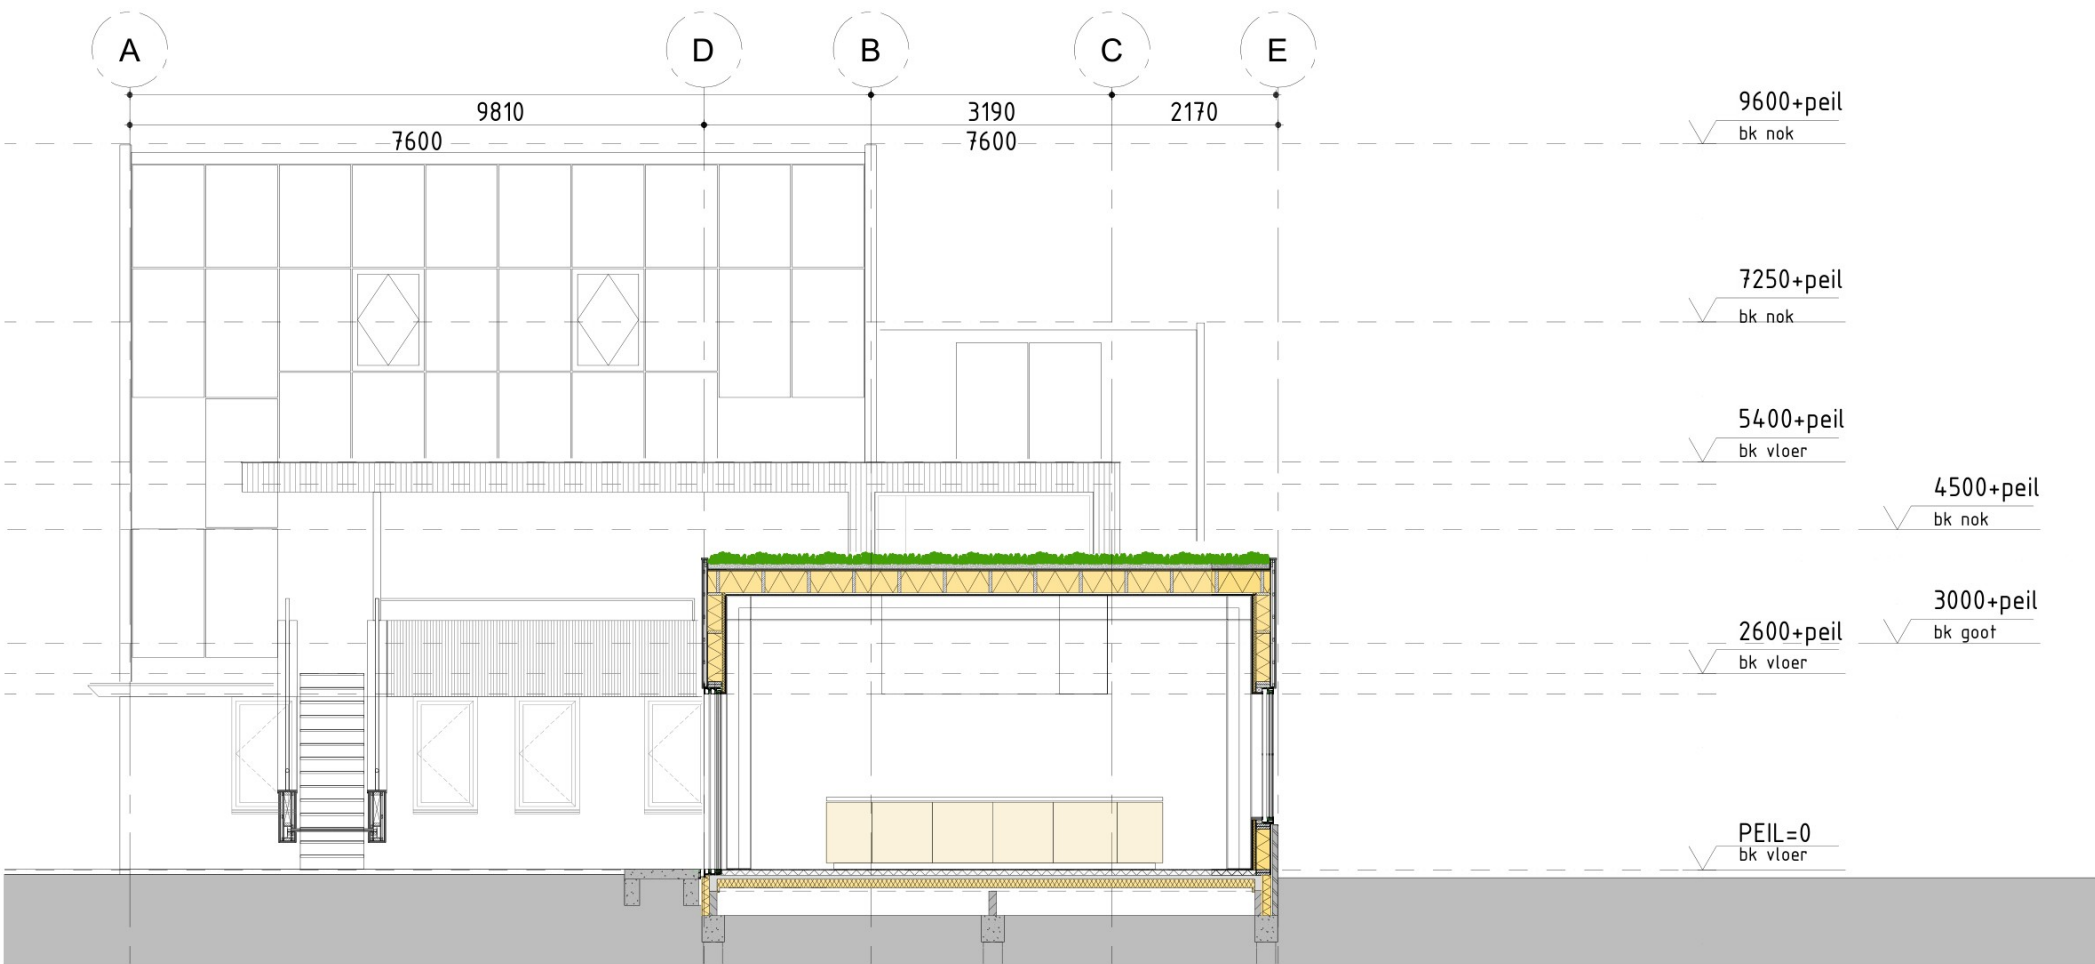 A D B C E
9810 3190 2170
7600 7600
9600+peil
bk nok
7250+peil
bk nok
5400+peil
bk vloer
4500+peil
bk nok
3000+peil
bk goot
2600+peil
bk vloer
PEIL=0
bk vloer